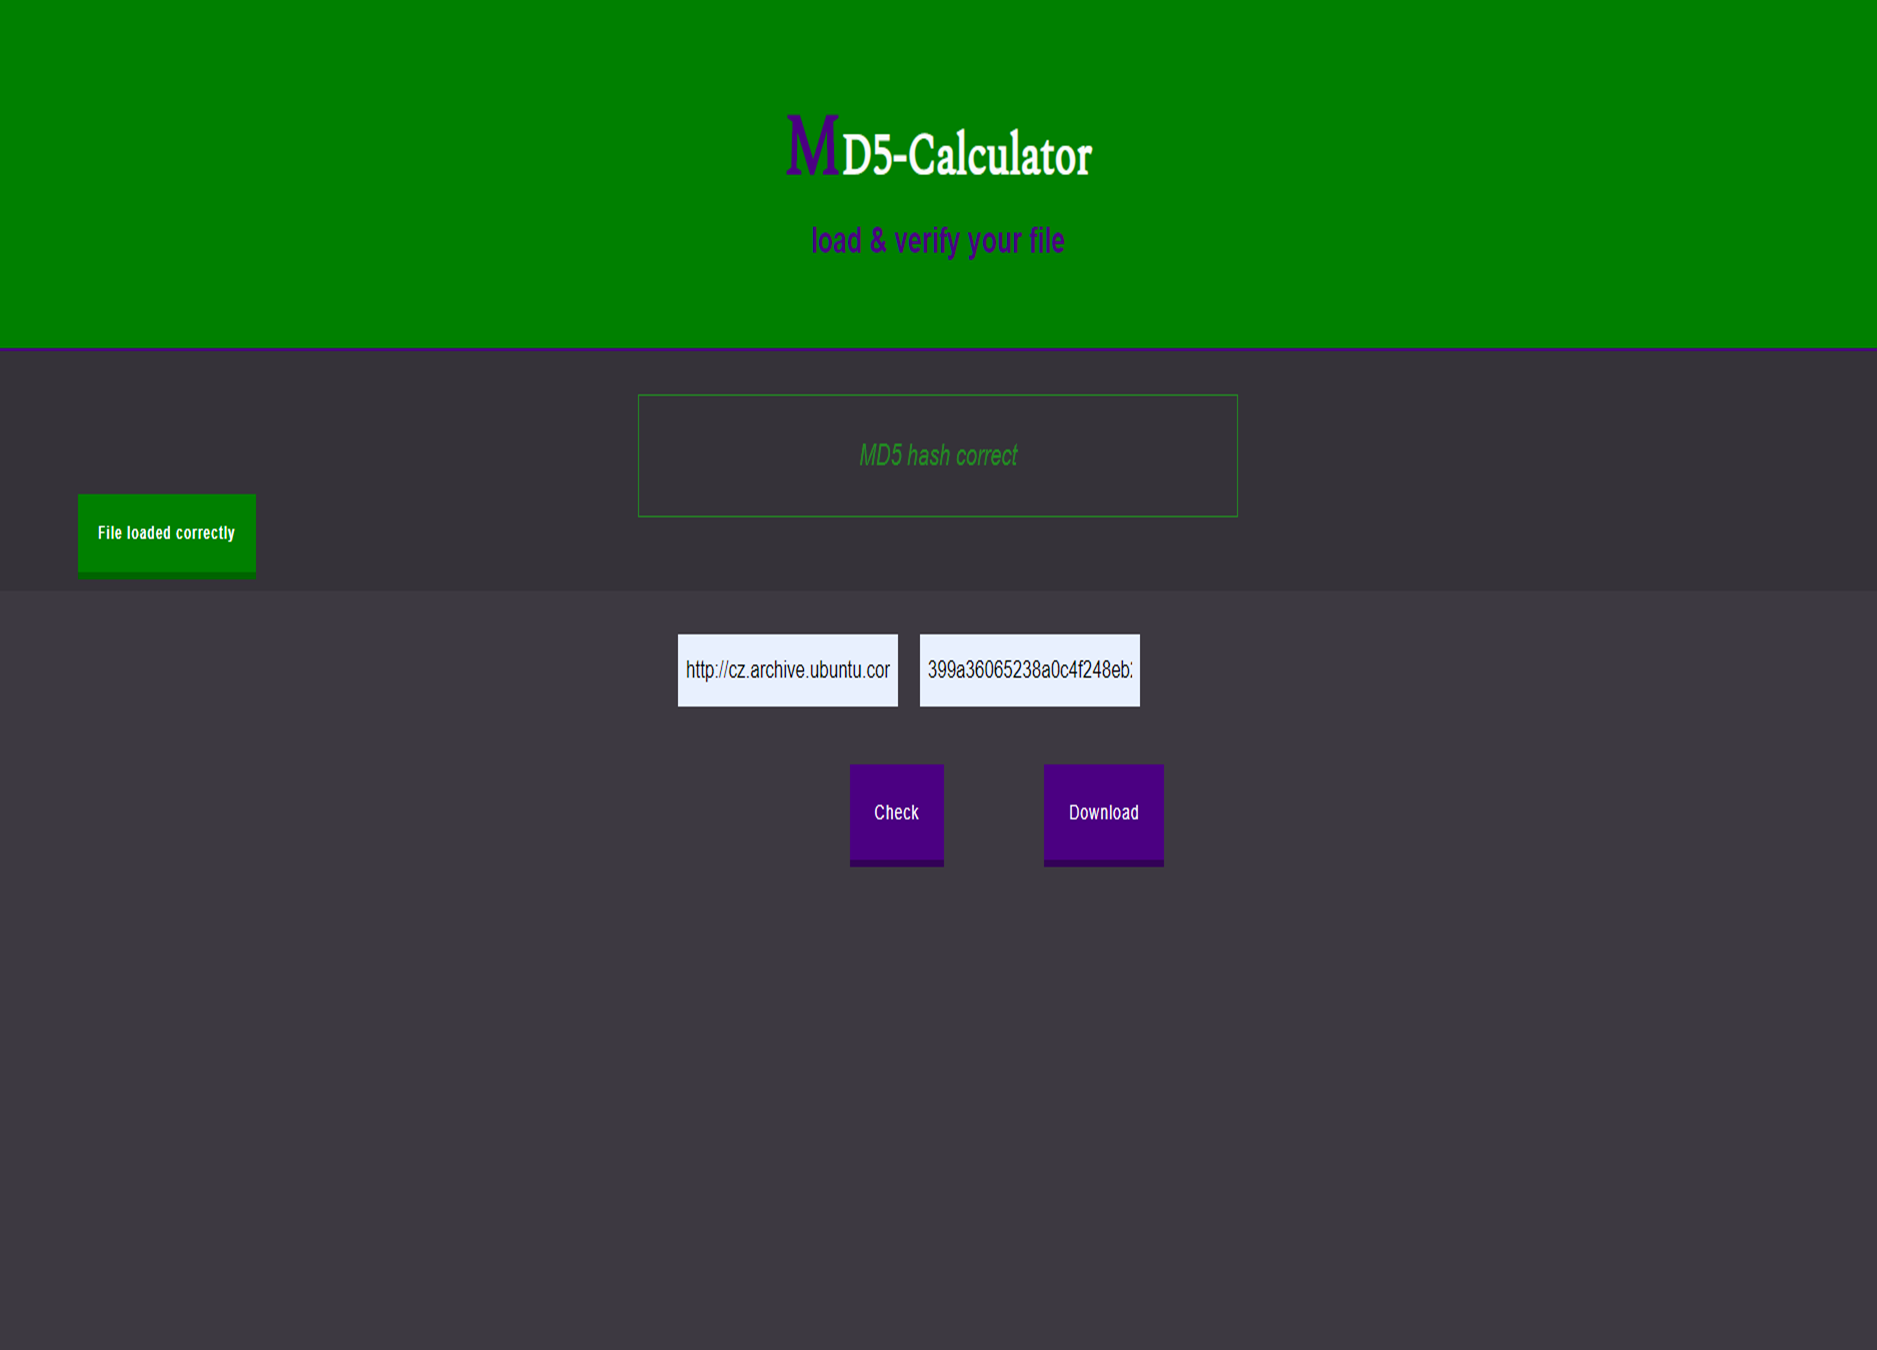 MD5-Calculator
load & verify your file
MD5 hash correct
File loaded correctly
http://cz.archive.ubuntu.cor
399a36065238a0c4f248eb
Check
Download